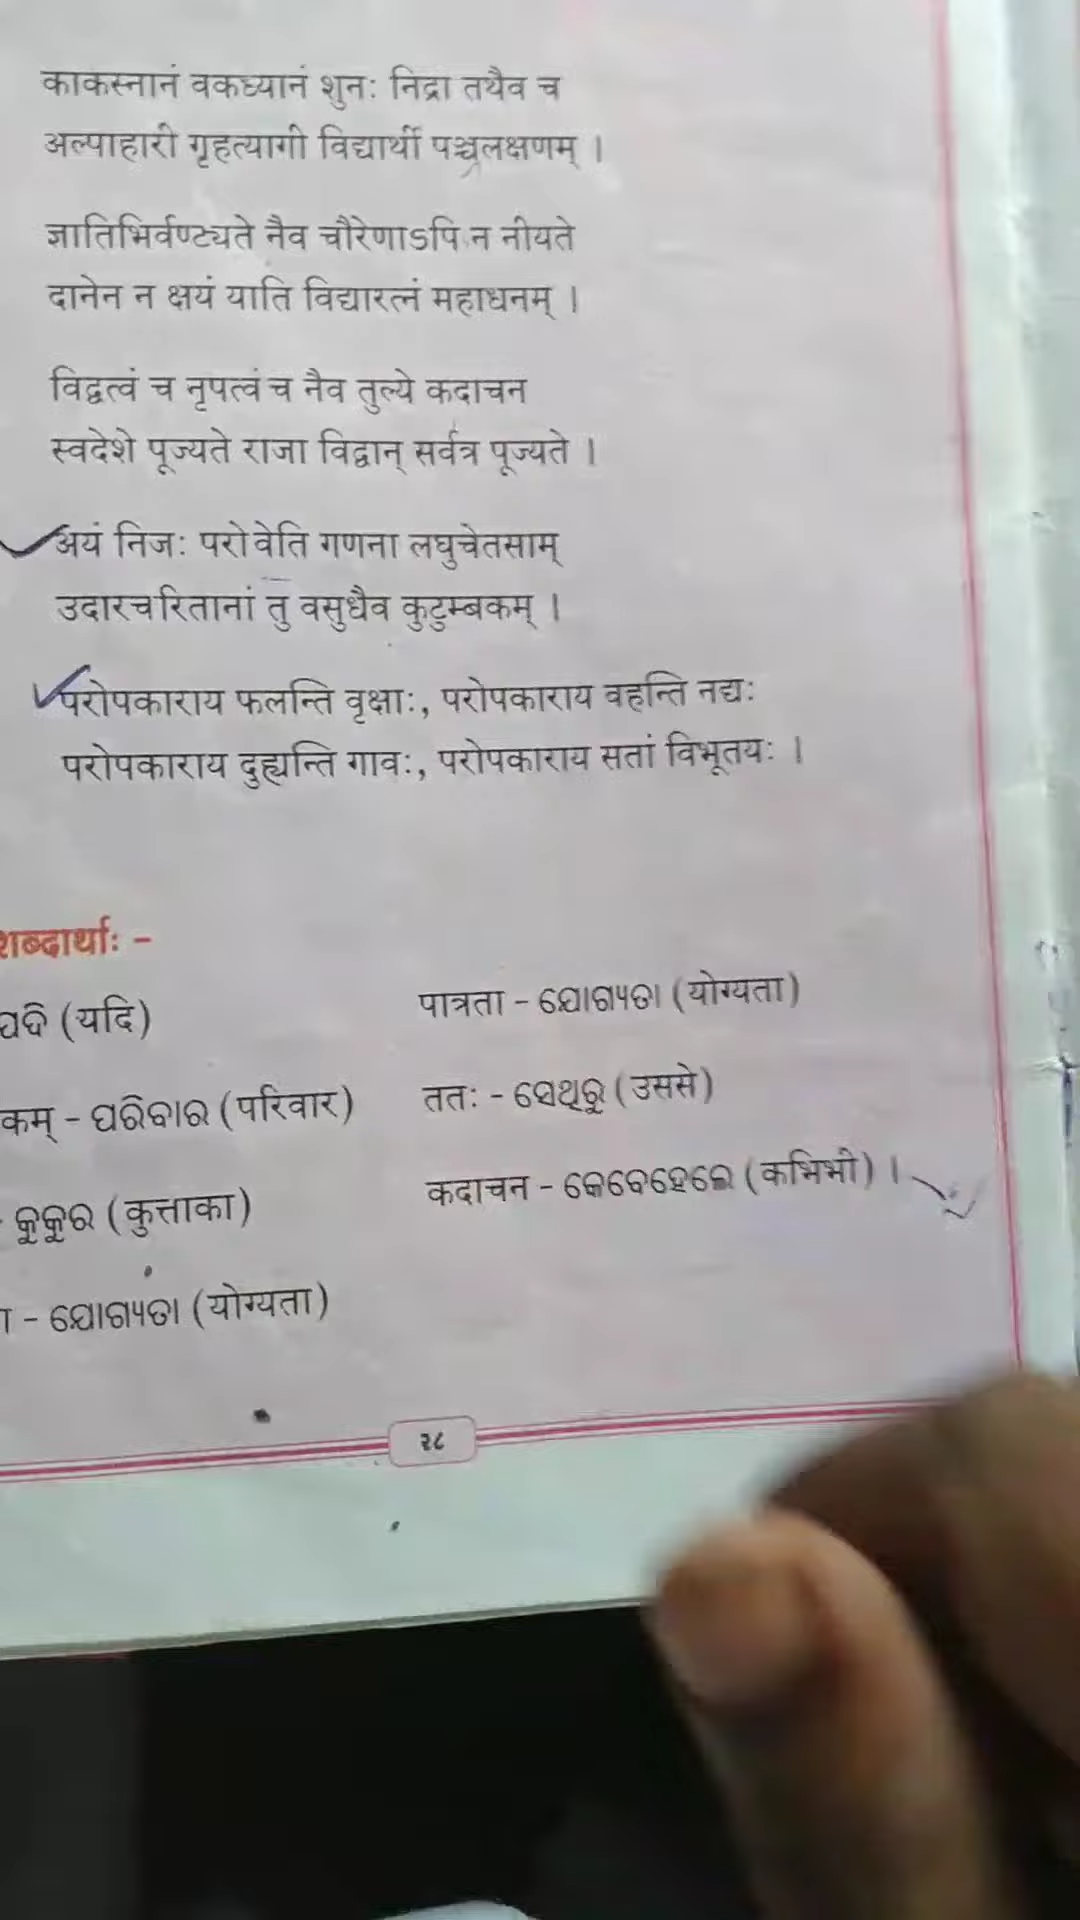 काकस्नानं वकध्यानं शुनः निद्रा तथैव च
अल्पाहारी गृहत्यागी विद्यार्थी पञ्चलक्षणम् ।
ज्ञातिभिर्वण्ट्यते नैव चौरेणाऽपि न नीयते
दानेन न क्षयं याति विद्यारत्नं महाधनम् ।
विद्वत्वं च नृपत्वं च नैव तुल्ये कदाचन
स्वदेशे पूज्यते राजा विद्वान् सर्वत्र पूज्यते ।
अयं निजः परोवेति गणना लघुचेतसाम्
उदारचरितानां तु वसुधैव कुटुम्बकम् ।
परोपकाराय फलन्ति वृक्षाः, परोपकाराय वहन्ति नद्यः
परोपकाराय दुह्यन्ति गावः, परोपकाराय सतां विभूतयः ।
शब्दार्थाः -
ଯଦି (यदि) पात्रता - ଯୋଗ୍ୟତା (योग्यता)
कम् - ପରିବାର (परिवार) ततः - ସେଥିରୁ (उससे)
- କୁକୁର (कुत्ताका) कदाचन - କେବେହେଲେ (कभिभी) ।
ा - ଯୋଗ୍ୟତା (योग्यता)
२८